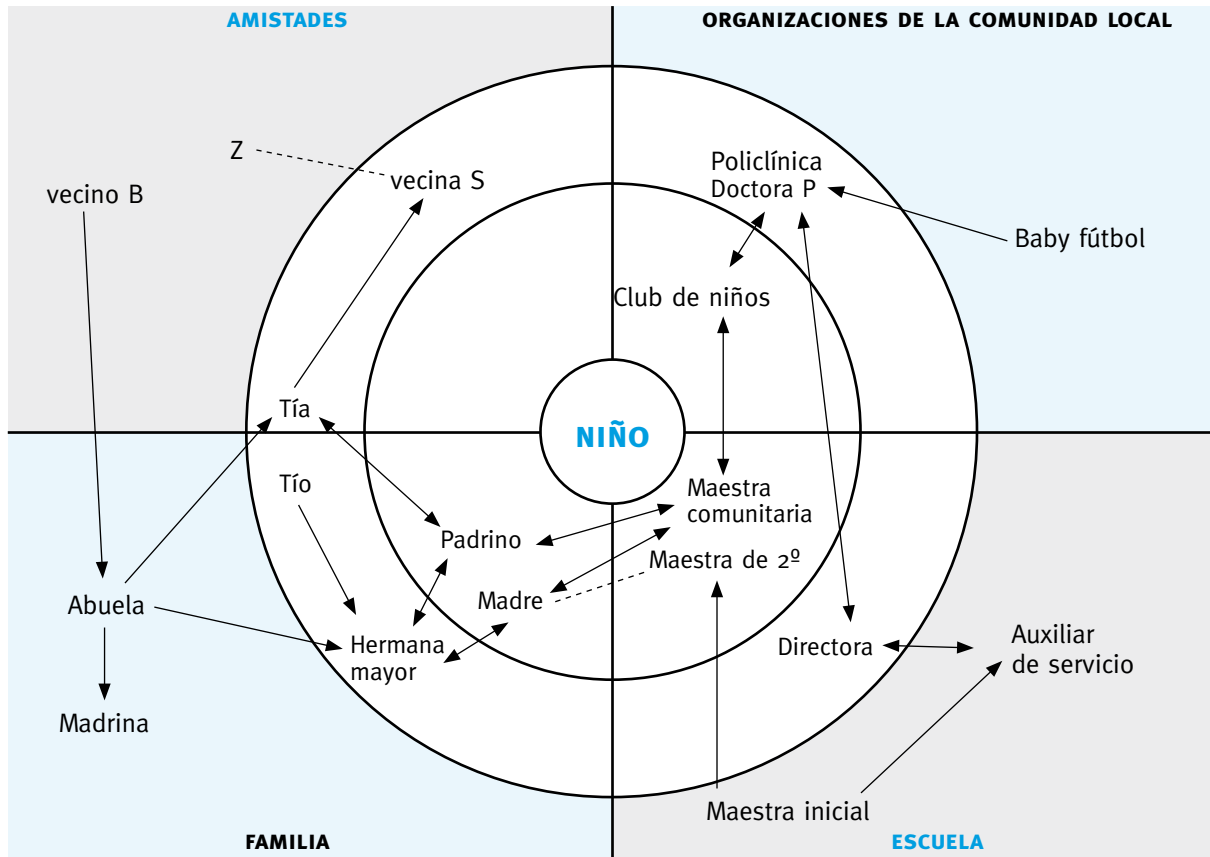 AMISTADES
ORGANIZACIONES DE LA COMUNIDAD LOCAL
Z
vecina S
vecino B
Policlínica
Doctora P
Baby fútbol
Club de niños
Tía
NIÑO
Tío
Padrino
Maestra
comunitaria
Maestra de 2º
Madre
Abuela
Hermana
mayor
Directora
Auxiliar
de servicio
Madrina
Maestra inicial
FAMILIA
ESCUELA